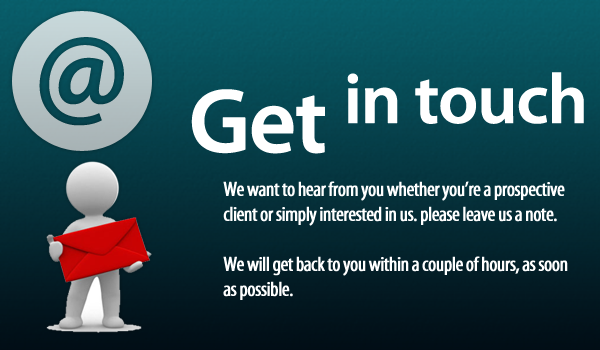 @
Get in touch
We want to hear from you whether you're a prospective
client or simply interested in us. please leave us a note.
We will get back to you within a couple of hours, as soon
as possible.